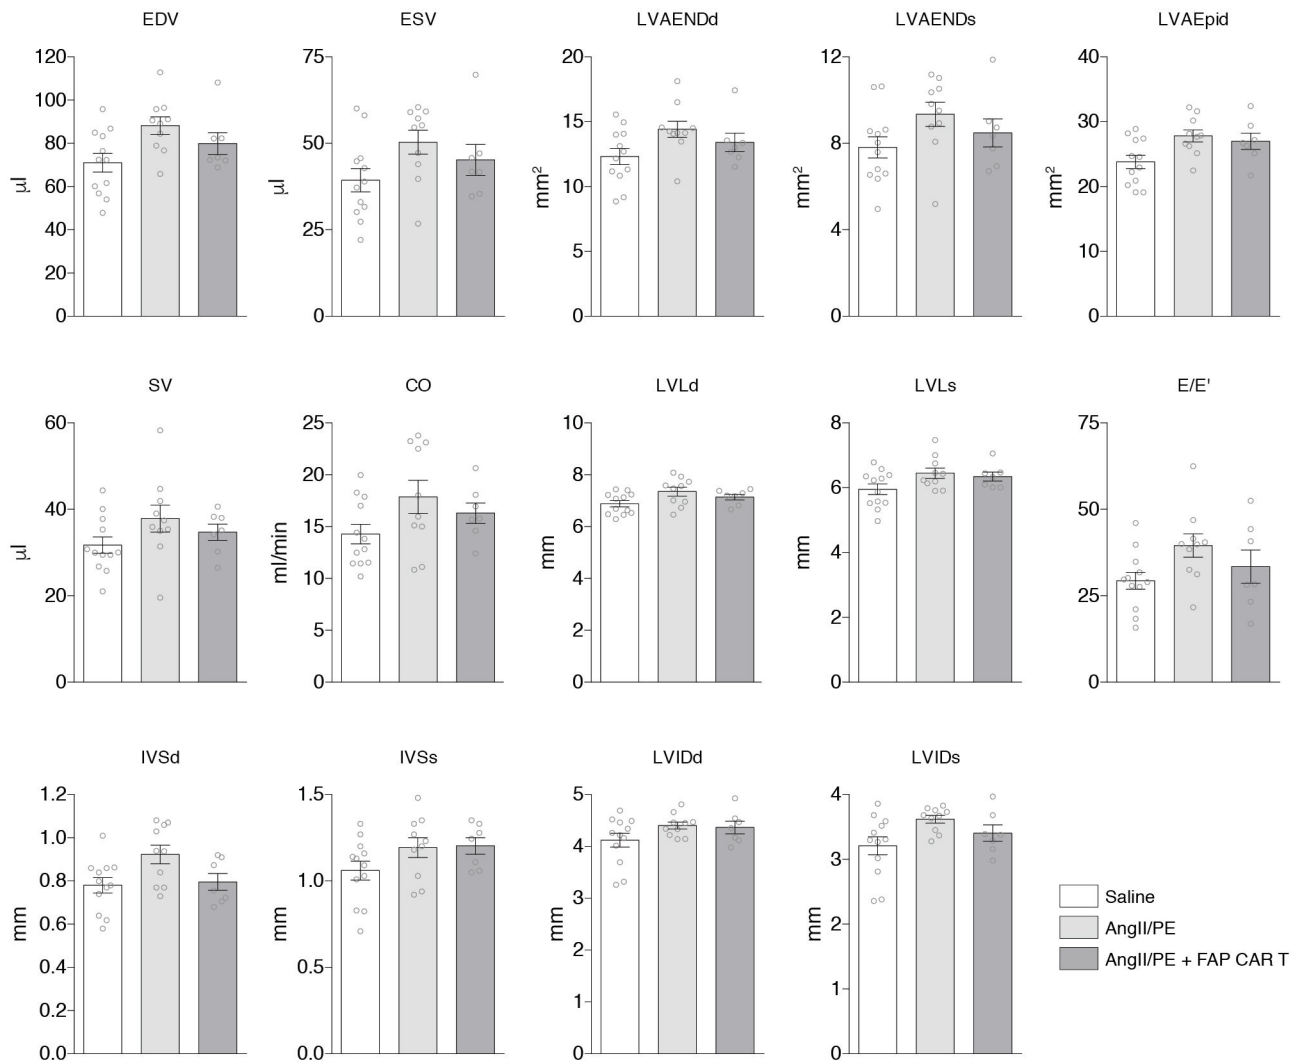 EDV
ESV
LVAENDd
LVAENDs
LVAEpid
120
100
80
60
40
20
0
µl
75
50
25
0
µl
20
15
10
5
0
mm²
12
8
4
0
mm²
40
30
20
10
0
mm²
SV
CO
LVLd
LVLs
E/E'
60
40
20
0
µl
25
20
15
10
5
0
ml/min
10
8
6
4
2
0
mm
8
6
4
2
0
mm
75
50
25
0
IVSd
IVSs
LVIDd
LVIDs
1.2
1.0
0.8
0.6
0.4
0.2
0.0
mm
1.5
1.0
0.5
0.0
mm
5
4
3
2
1
0
mm
4
3
2
1
0
mm
Saline
AngII/PE
AngII/PE + FAP CAR T